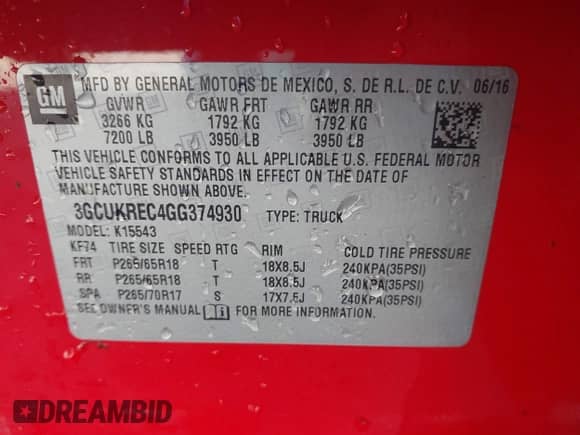 GM
MFD BY GENERAL MOTORS DE MEXICO, S. DE R.L. DE C.V. 06/16
GVWR GAWR FRT GAWR RR
3266 KG 1792 KG 1792 KG
7200 LB 3950 LB 3950 LB
THIS VEHICLE CONFORMS TO ALL APPLICABLE U.S. FEDERAL MOTOR
VEHICLE SAFETY STANDARDS IN EFFECT ON THE DATE OF
MANUFACTURE SHOWN ABOVE.
3GCUKREC4GG374930 TYPE: TRUCK
MODEL: K15543
KF74 TIRE SIZE SPEED RTG RIM COLD TIRE PRESSURE
FRT P265/65R18 T 18X8.5J 240KPA(35PSI)
RR P265/65R18 T 18X8.5J 240KPA(35PSI)
SPA P265/70R17 S 17X7.5J 240KPA(35PSI)
SEE OWNER'S MANUAL FOR MORE INFORMATION.
DREAMBID